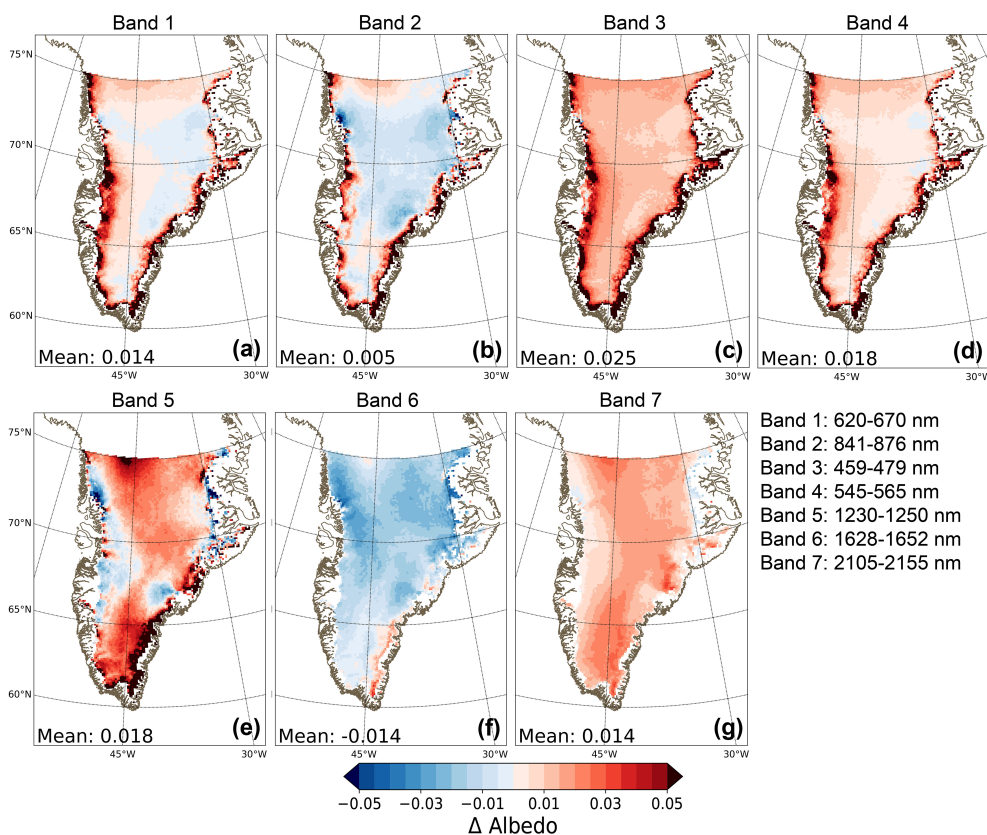 Band 1 Band 2 Band 3 Band 4
75°N
70°N
65°N
60°N
Mean: 0.014 (a) Mean: 0.005 (b) Mean: 0.025 (c) Mean: 0.018 (d)
45°W 30°W 45°W 30°W 45°W 30°W 45°W 30°W
Band 5 Band 6 Band 7
75°N
70°N
65°N
60°N
Mean: 0.018 (e) Mean: -0.014 (f) Mean: 0.014 (g)
45°W 30°W 45°W 30°W 45°W 30°W
Band 1: 620-670 nm
Band 2: 841-876 nm
Band 3: 459-479 nm
Band 4: 545-565 nm
Band 5: 1230-1250 nm
Band 6: 1628-1652 nm
Band 7: 2105-2155 nm
−0.05 −0.03 −0.01 0.01 0.03 0.05
Δ Albedo